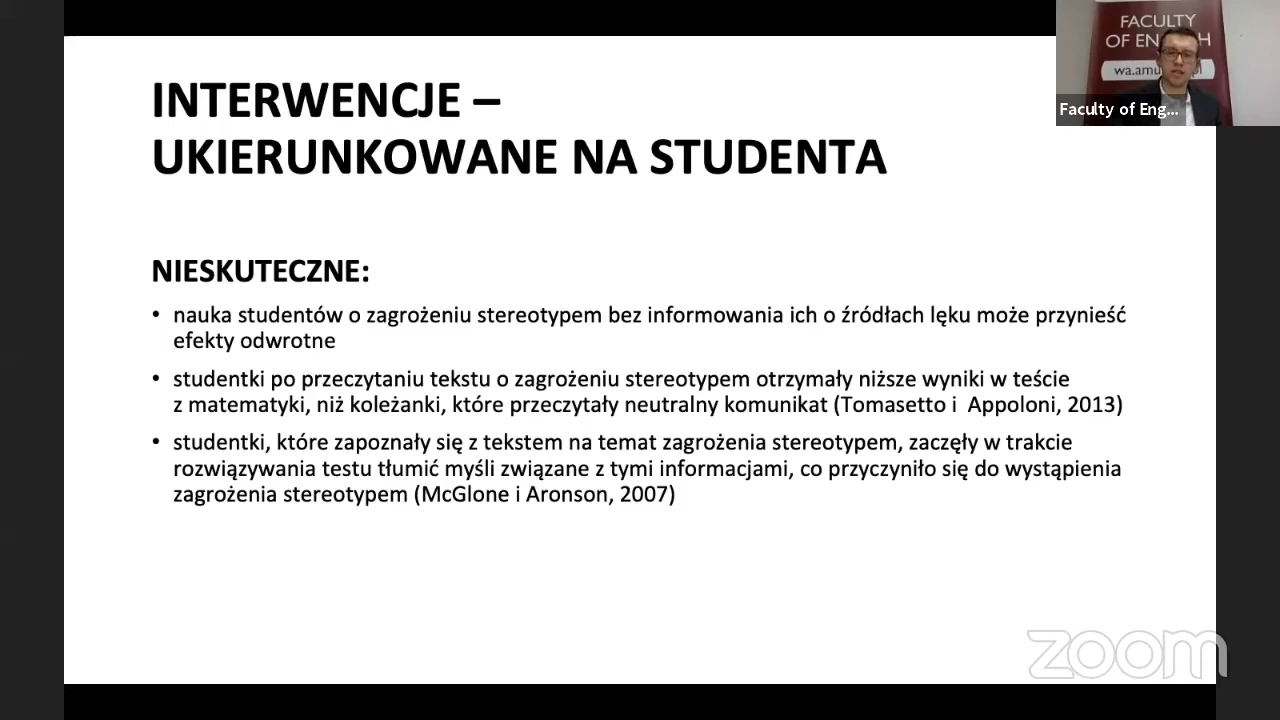 INTERWENCJE –
UKIERUNKOWANE NA STUDENTA
NIESKUTECZNE:
• nauka studentów o zagrożeniu stereotypem bez informowania ich o źródłach lęku może przynieść
efekty odwrotne
• studentki po przeczytaniu tekstu o zagrożeniu stereotypem otrzymały niższe wyniki w teście
z matematyki, niż koleżanki, które przeczytały neutralny komunikat (Tomasetto i Appoloni, 2013)
• studentki, które zapoznały się z tekstem na temat zagrożenia stereotypem, zaczęły w trakcie
rozwiązywania testu tłumić myśli związane z tymi informacjami, co przyczyniło się do wystąpienia
zagrożenia stereotypem (McGlone i Aronson, 2007)
FACULTY
OF EN H
wa.amu
Faculty of Eng...
zoom